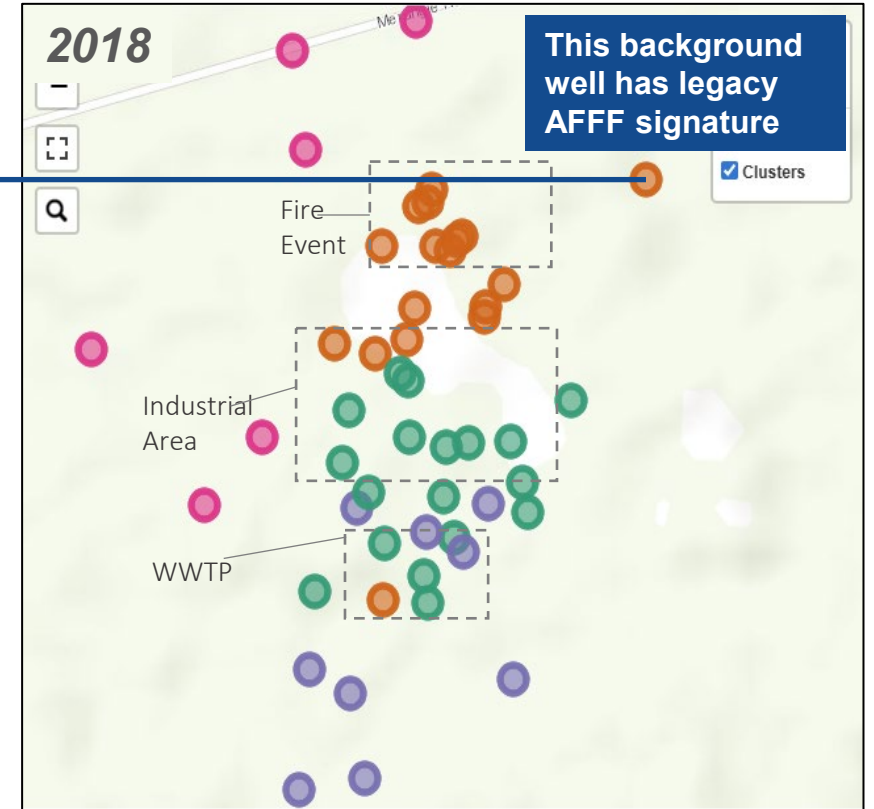 2018
This background
well has legacy
AFFF signature
Clusters
Fire
Event
Industrial
Area
WWTP